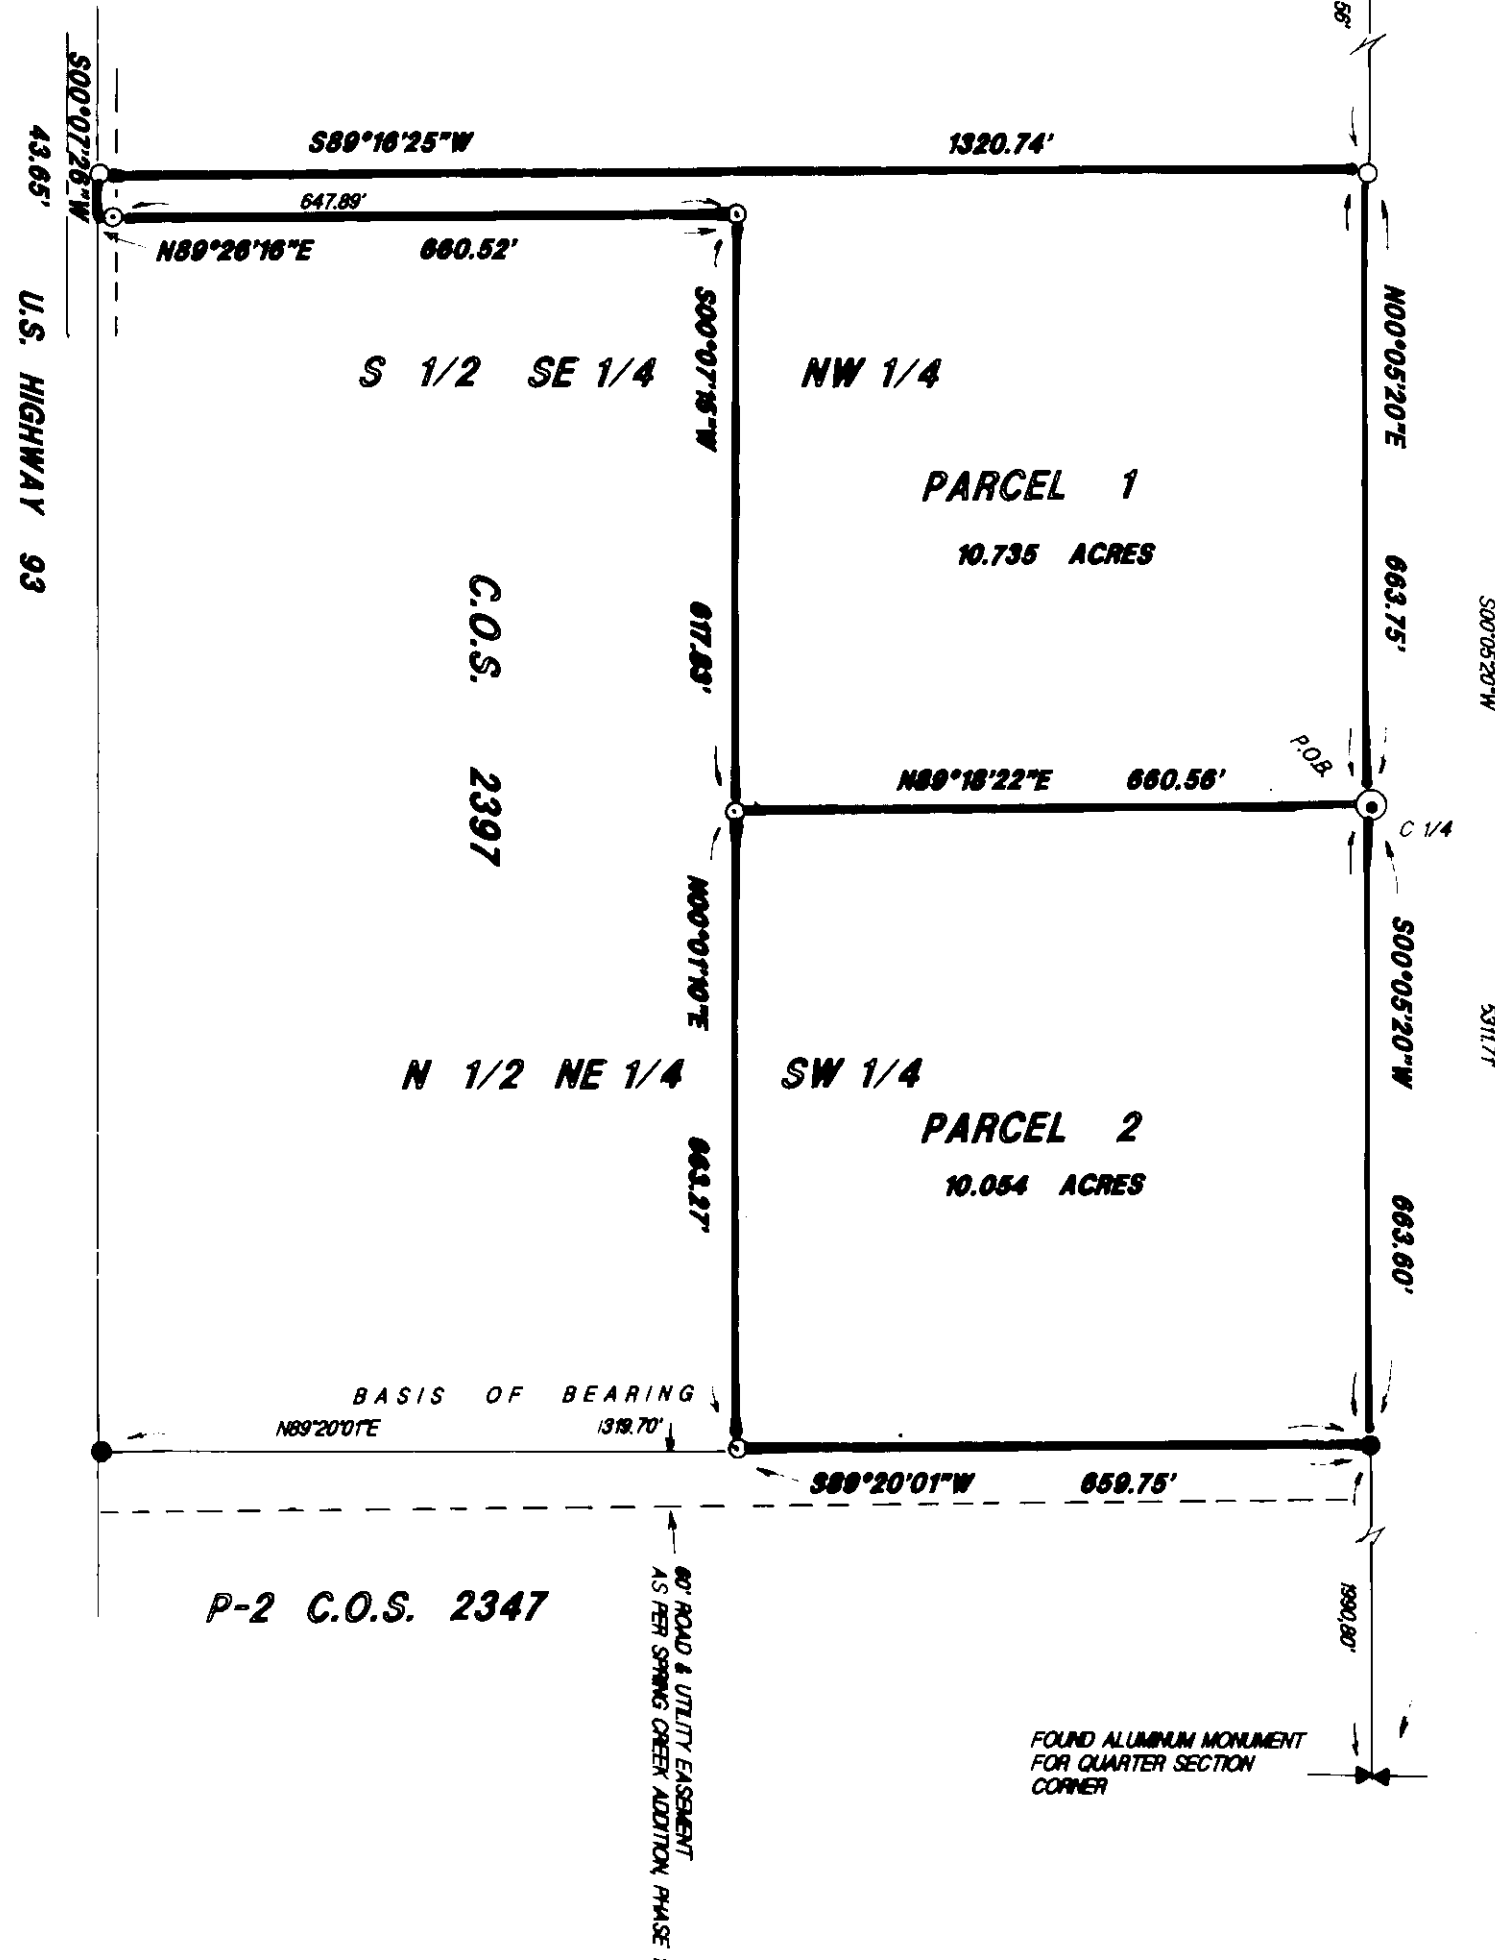 56'
S89°16'25"W 1320.74'
S00°07'26"W
43.65'
647.89'
N89°26'16"E 660.52'
U.S. HIGHWAY 93
S 1/2 SE 1/4 NW 1/4
S00°07'15"W 617.83'
N00°05'20"E 663.75'
PARCEL 1
10.735 ACRES
C.O.S. 2397
S00°05'20"W 5311.71'
P.O.B.
N89°18'22"E 660.56'
C 1/4
N00°01'10"E 663.27'
S00°05'20"W 663.60'
N 1/2 NE 1/4 SW 1/4
PARCEL 2
10.054 ACRES
BASIS OF BEARING
N89°20'01"E 1319.70'
S89°20'01"W 659.75'
P-2 C.O.S. 2347
60' ROAD & UTILITY EASEMENT
AS PER SPRING CREEK ADDITION, PHASE
1990.80'
FOUND ALUMINUM MONUMENT
FOR QUARTER SECTION
CORNER